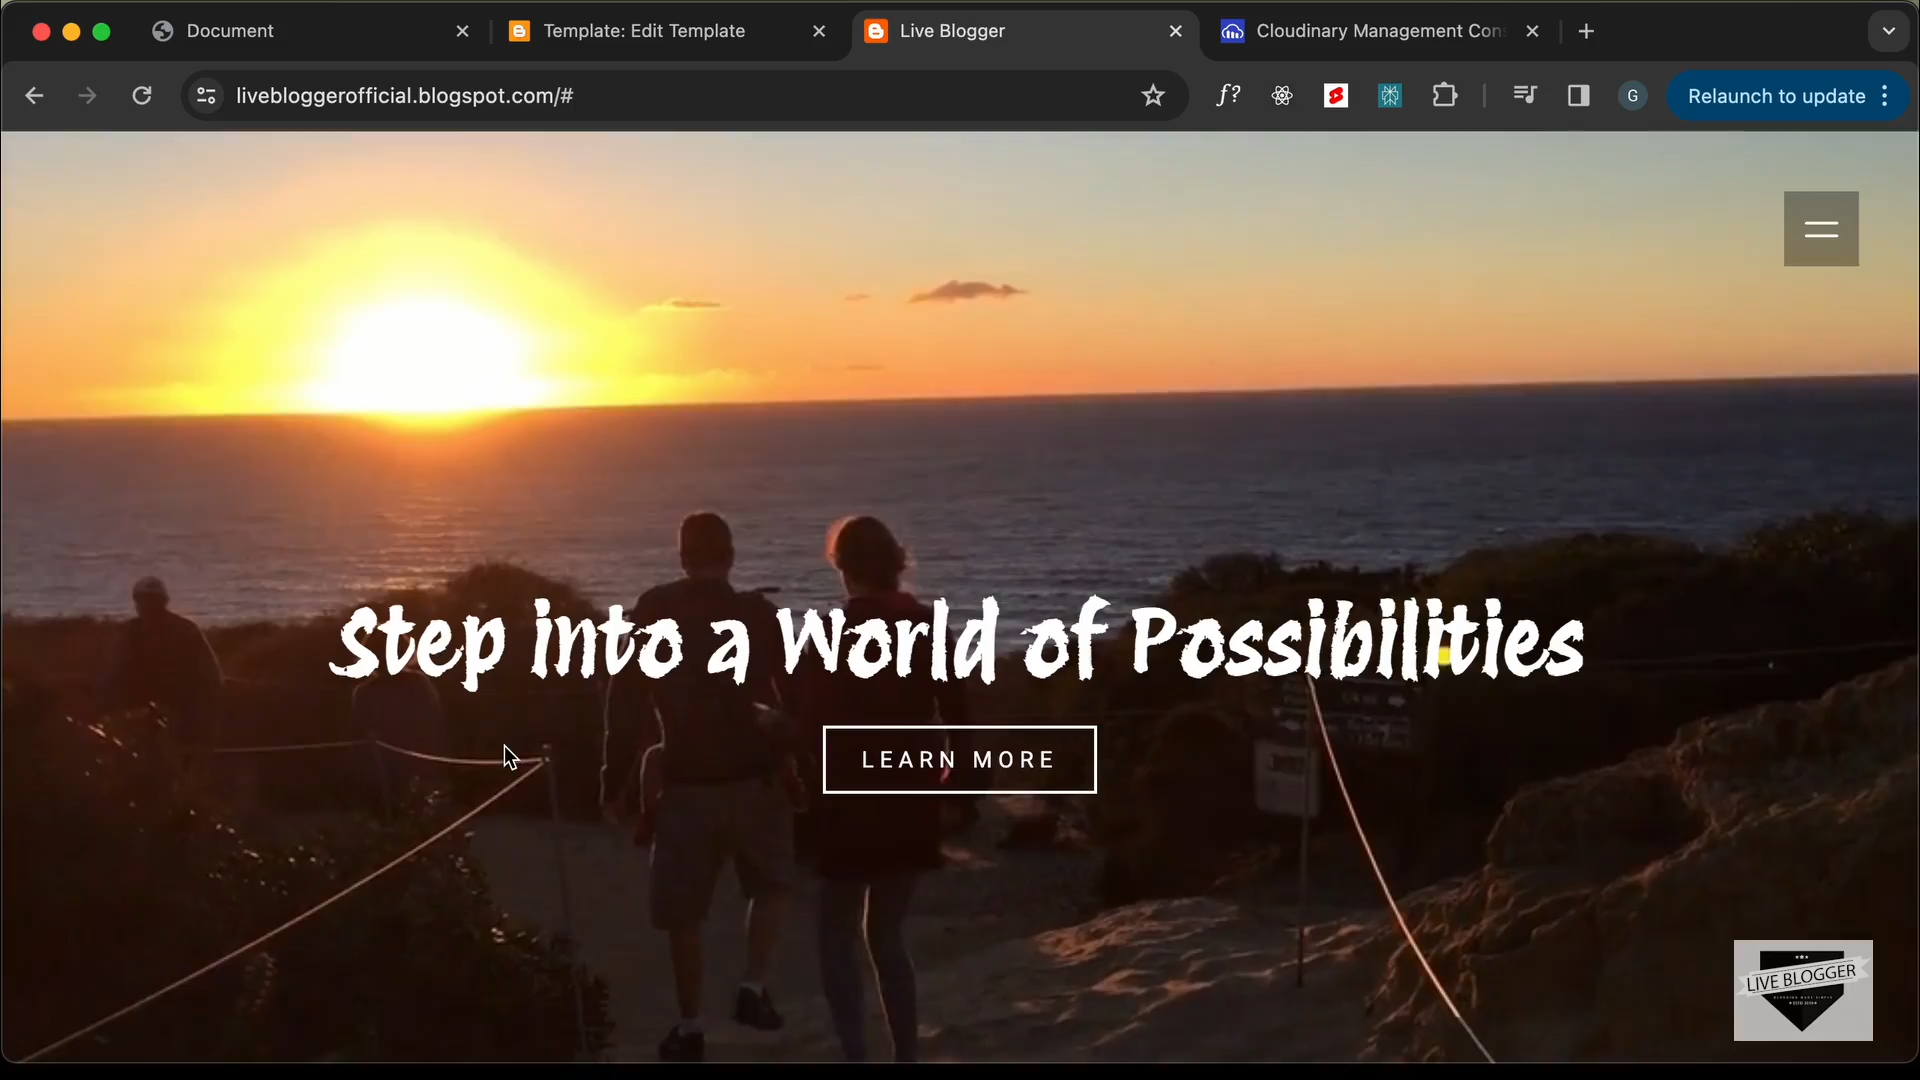 Document
Template: Edit Template
Live Blogger
Cloudinary Management Con
livebloggerofficial.blogspot.com/#
f?
G
Relaunch to update
Step into a World of Possibilities
LEARN MORE
LIVE BLOGGER